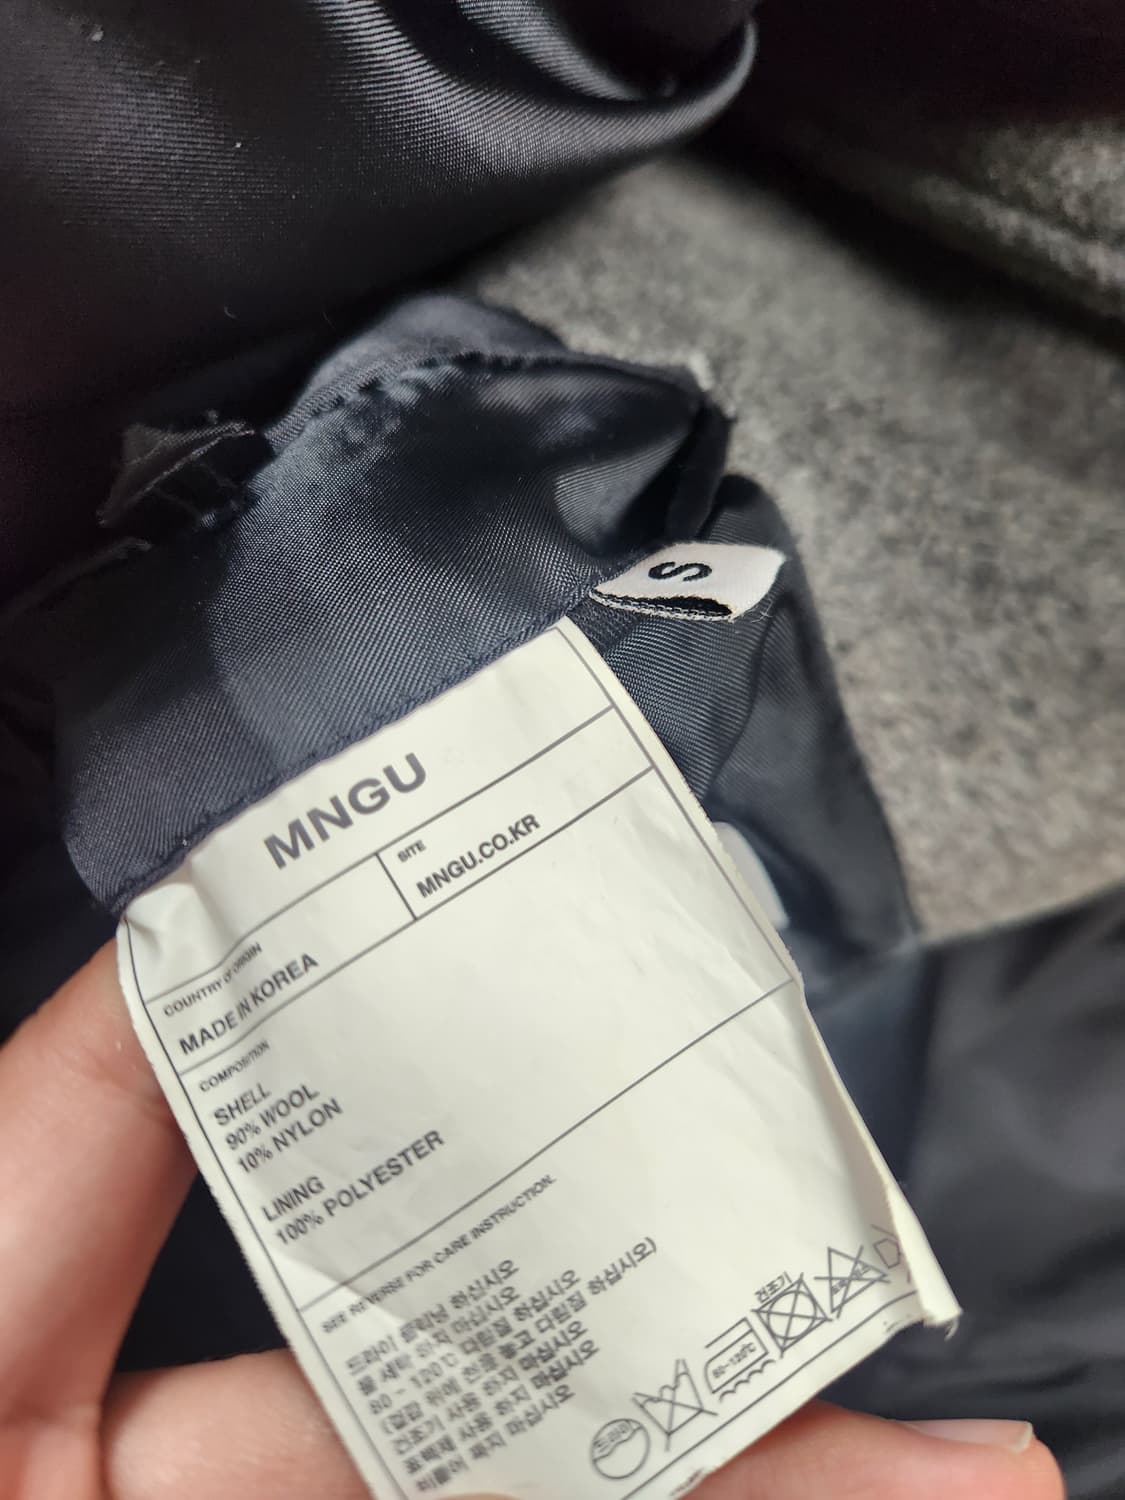 S
MNGU
SITE
MNGU.CO.KR
COUNTRY of ORIGIN
MADE IN KOREA
COMPOSITION
SHELL
90% WOOL
10% NYLON
LINING
100% POLYESTER
SEE REVERSE FOR CARE INSTRUCTION.
드라이 클리닝 하십시오
물 세탁 하지 마십시오
80 ~ 120℃ 다림질 하십시오
(옷감 위에 천을 놓고 다림질 하십시오)
건조기 사용 하지 마십시오
표백제 사용 하지 마십시오
비틀어 짜지 마십시오
드라이
80~120℃
건조기